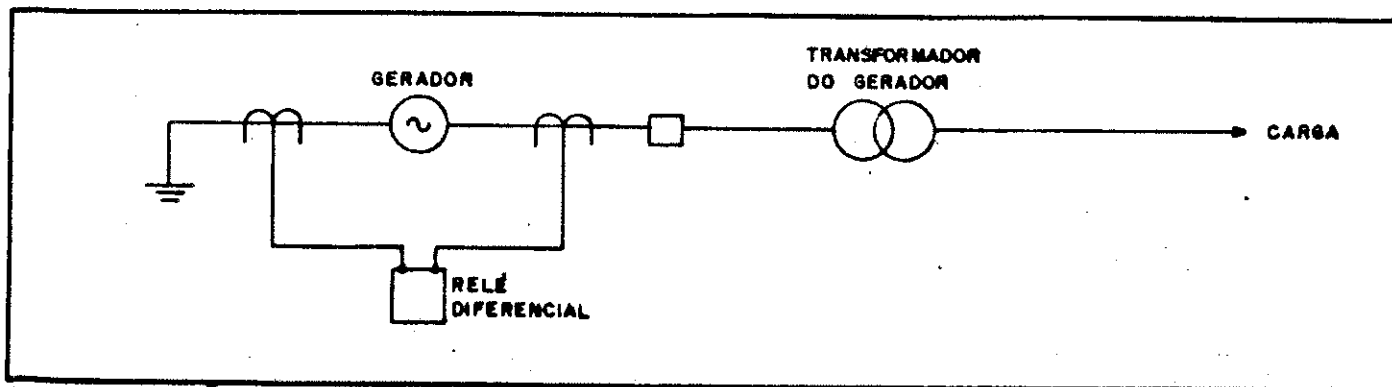 TRANSFORMADOR
DO GERADOR
GERADOR
CARGA
RELÉ
DIFERENCIAL